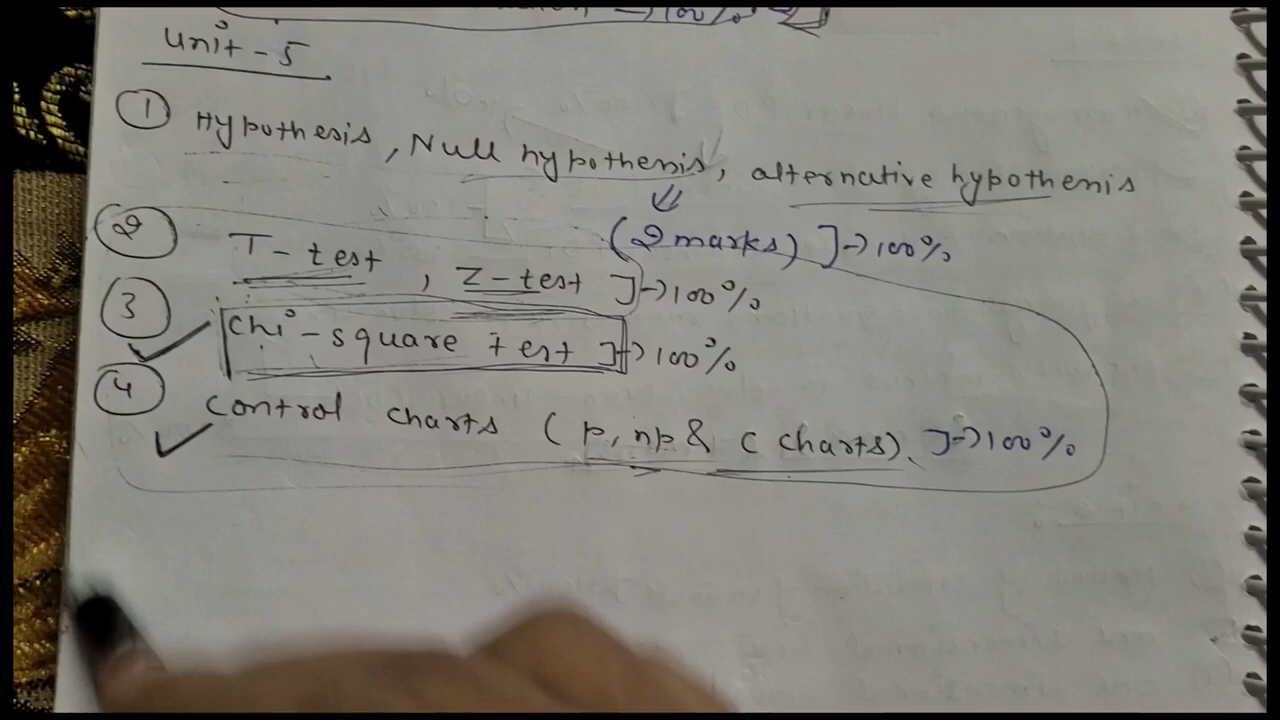 → 100%
Unit - 5
① Hypothesis, Null hypothesis, alternative hypothesis
(2 marks) ] → 100%
② T - test, Z - test ] → 100%
③ Chi - square test ] → 100%
④ Control charts (p, np & C charts). ] → 100%